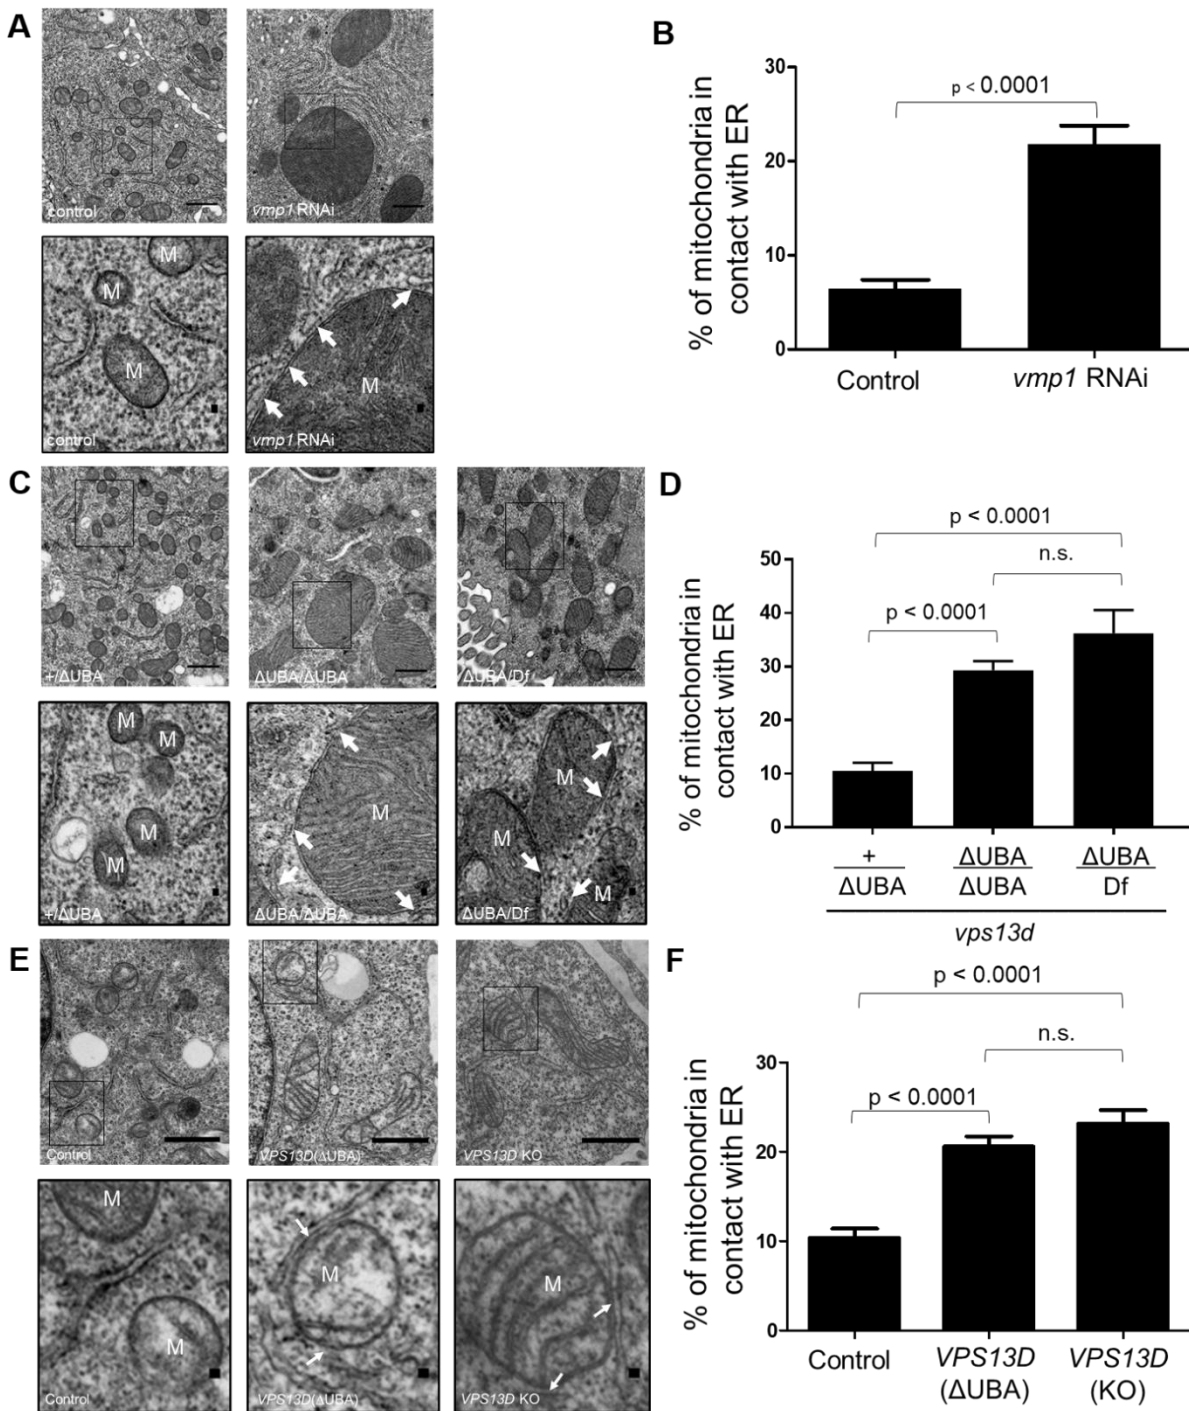 A
control
vmp1 RNAi
M
M
M
control
M
vmp1 RNAi
B
% of mitochondria in
contact with ER
30
20
10
0
p < 0.0001
Control
vmp1 RNAi
C
+/ΔUBA
ΔUBA/ΔUBA
ΔUBA/Df
M
M
M
M
+/ΔUBA
M
ΔUBA/ΔUBA
M
M
M
ΔUBA/Df
D
% of mitochondria in
contact with ER
50
40
30
20
10
0
p < 0.0001
n.s.
p < 0.0001
+
ΔUBA
ΔUBA
ΔUBA
ΔUBA
Df
vps13d
E
Control
VPS13D(ΔUBA)
VPS13D KO
M
M
Control
M
VPS13D(ΔUBA)
M
VPS13D KO
F
% of mitochondria in
contact with ER
30
20
10
0
p < 0.0001
n.s.
p < 0.0001
Control
VPS13D
(ΔUBA)
VPS13D
(KO)